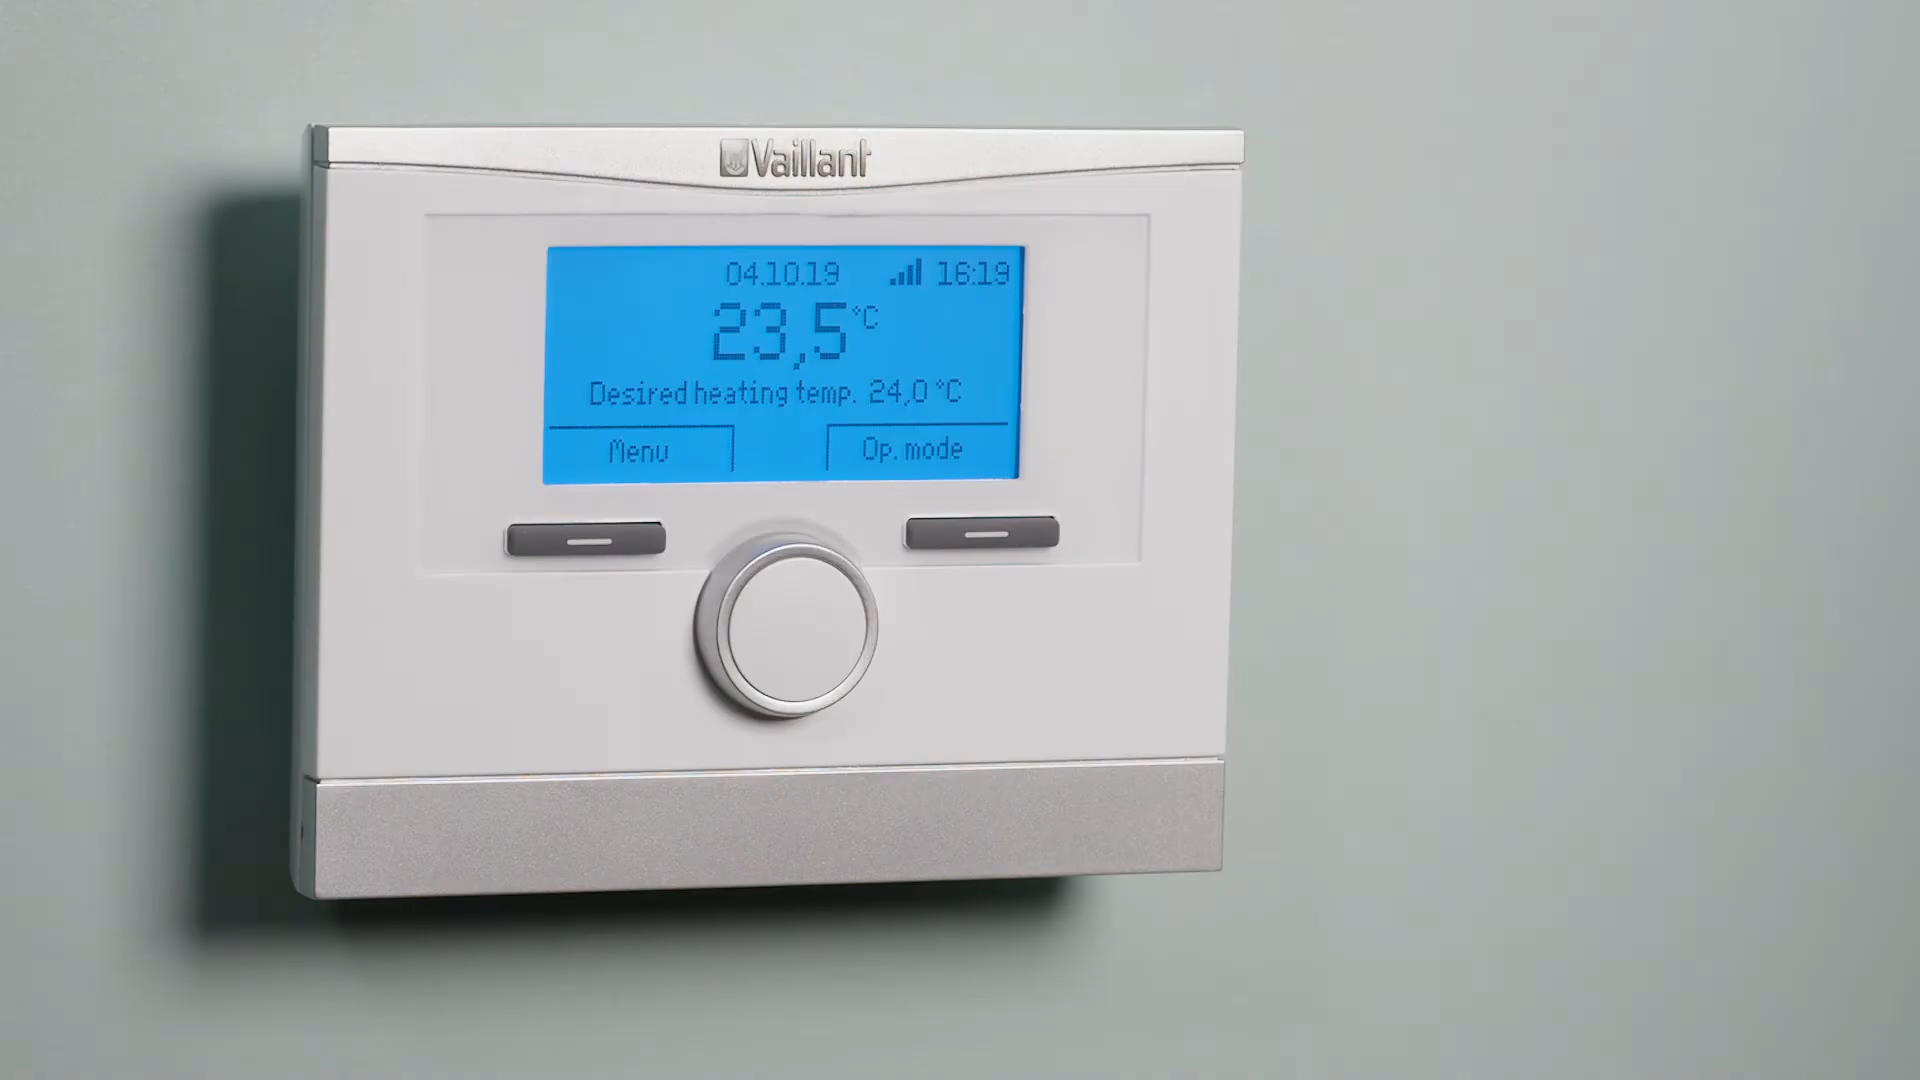 Vaillant
04.10.19 16:19
23,5 °C
Desired heating temp. 24,0 °C
Menu Op. mode